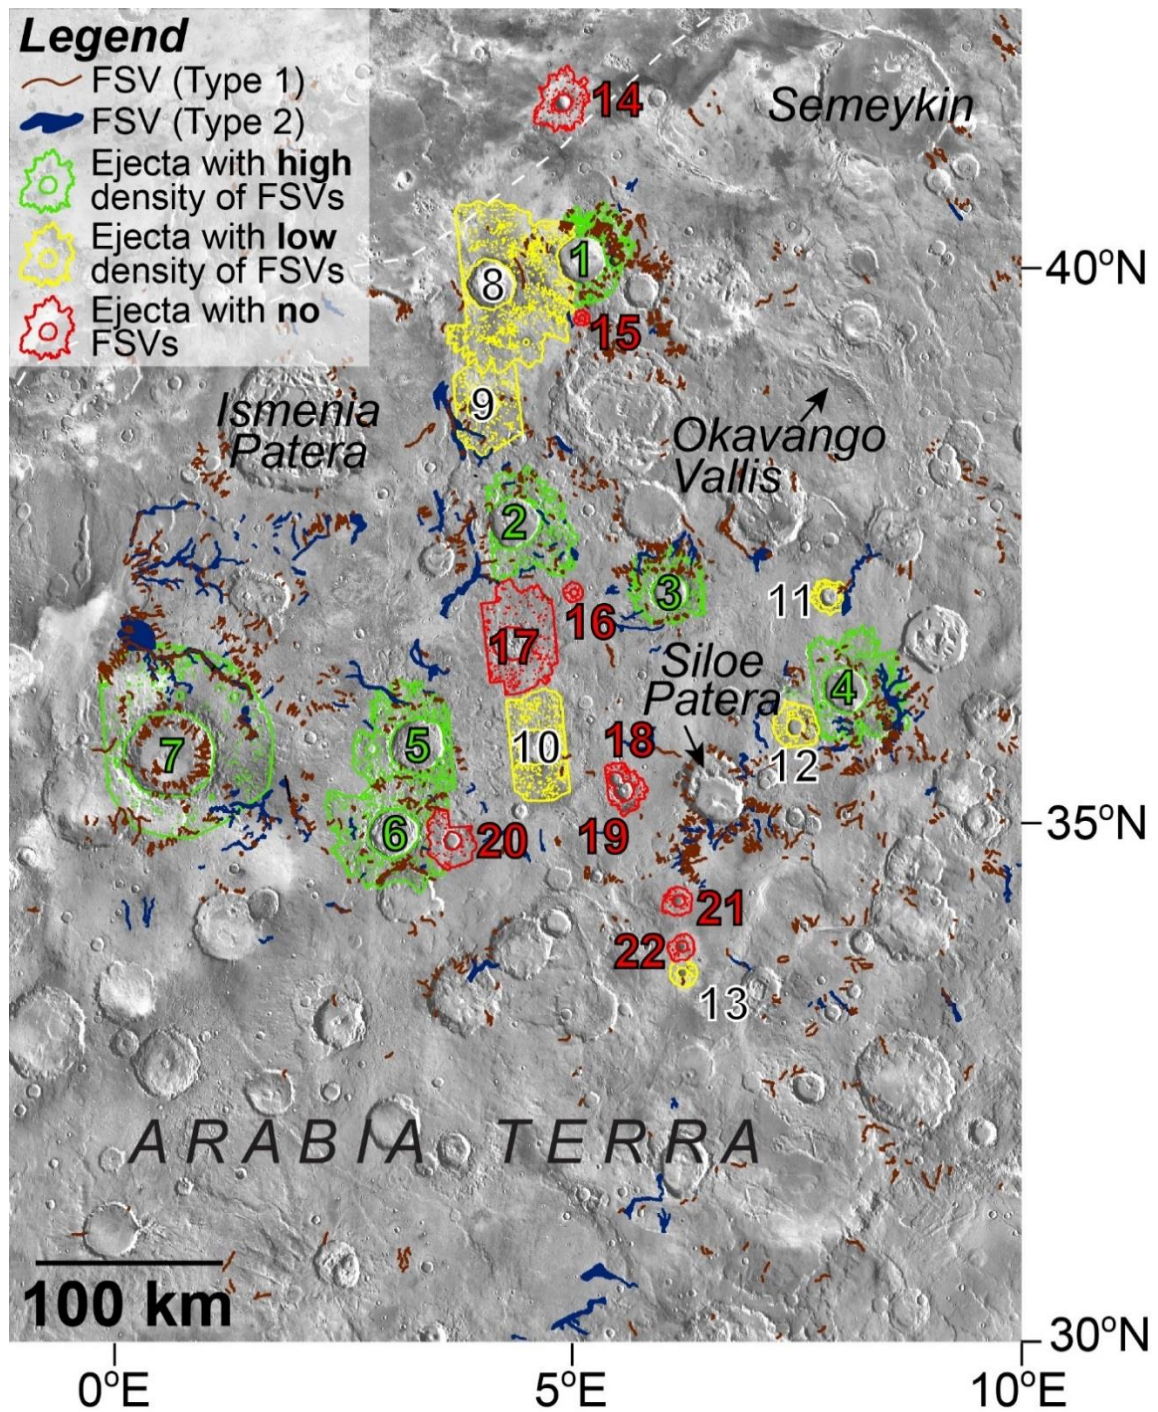 Legend
FSV (Type 1)
FSV (Type 2)
Ejecta with high
density of FSVs
Ejecta with low
density of FSVs
Ejecta with no
FSVs
14
Semeykin
1
8
40°N
15
9
Ismenia
Patera
Okavango
Vallis
2
3
11
16
17
Siloe
Patera
4
5
7
10
18
12
6
20
19
35°N
21
22
13
ARABIA TERRA
100 km
30°N
0°E
5°E
10°E